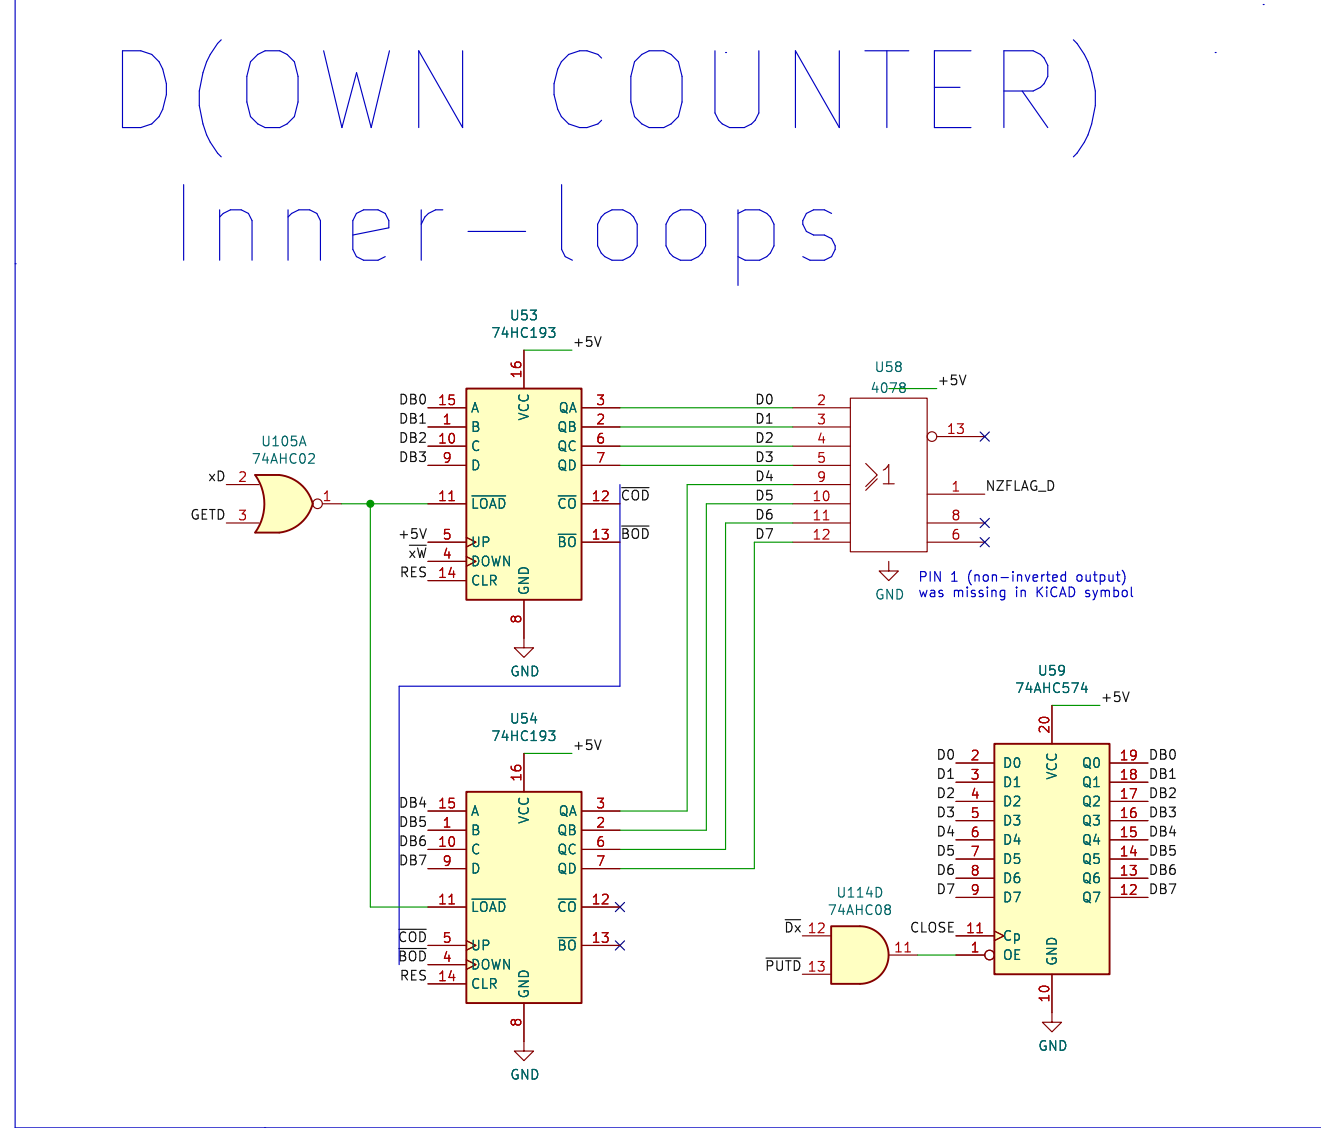 D(OWN COUNTER)
Inner-loops
U53
74HC193
+5V
16
VCC
DB0 15 A QA 3 D0
DB1 1 B QB 2 D1
DB2 10 C QC 6 D2
DB3 9 D QD 7 D3
11 LOAD CO 12 COD
+5V 5 UP BO 13 BOD
xW 4 DOWN
RES 14 CLR
GND
8
GND
U105A
74AHC02
xD 2
1
GETD 3
U58
4078
+5V
2
3
4
5
D4 9
D5 10
D6 11
D7 12
≥1
13
1 NZFLAG_D
8
6
GND
PIN 1 (non-inverted output)
was missing in KiCAD symbol
U54
74HC193
+5V
16
VCC
DB4 15 A QA 3
DB5 1 B QB 2
DB6 10 C QC 6
DB7 9 D QD 7
11 LOAD CO 12
COD 5 UP BO 13
BOD 4 DOWN
RES 14 CLR
GND
8
GND
U59
74AHC574
+5V
20
VCC
D0 2 D0 Q0 19 DB0
D1 3 D1 Q1 18 DB1
D2 4 D2 Q2 17 DB2
D3 5 D3 Q3 16 DB3
D4 6 D4 Q4 15 DB4
D5 7 D5 Q5 14 DB5
D6 8 D6 Q6 13 DB6
D7 9 D7 Q7 12 DB7
CLOSE 11 Cp
1 OE
GND
10
GND
U114D
74AHC08
Dx 12
11
PUTD 13